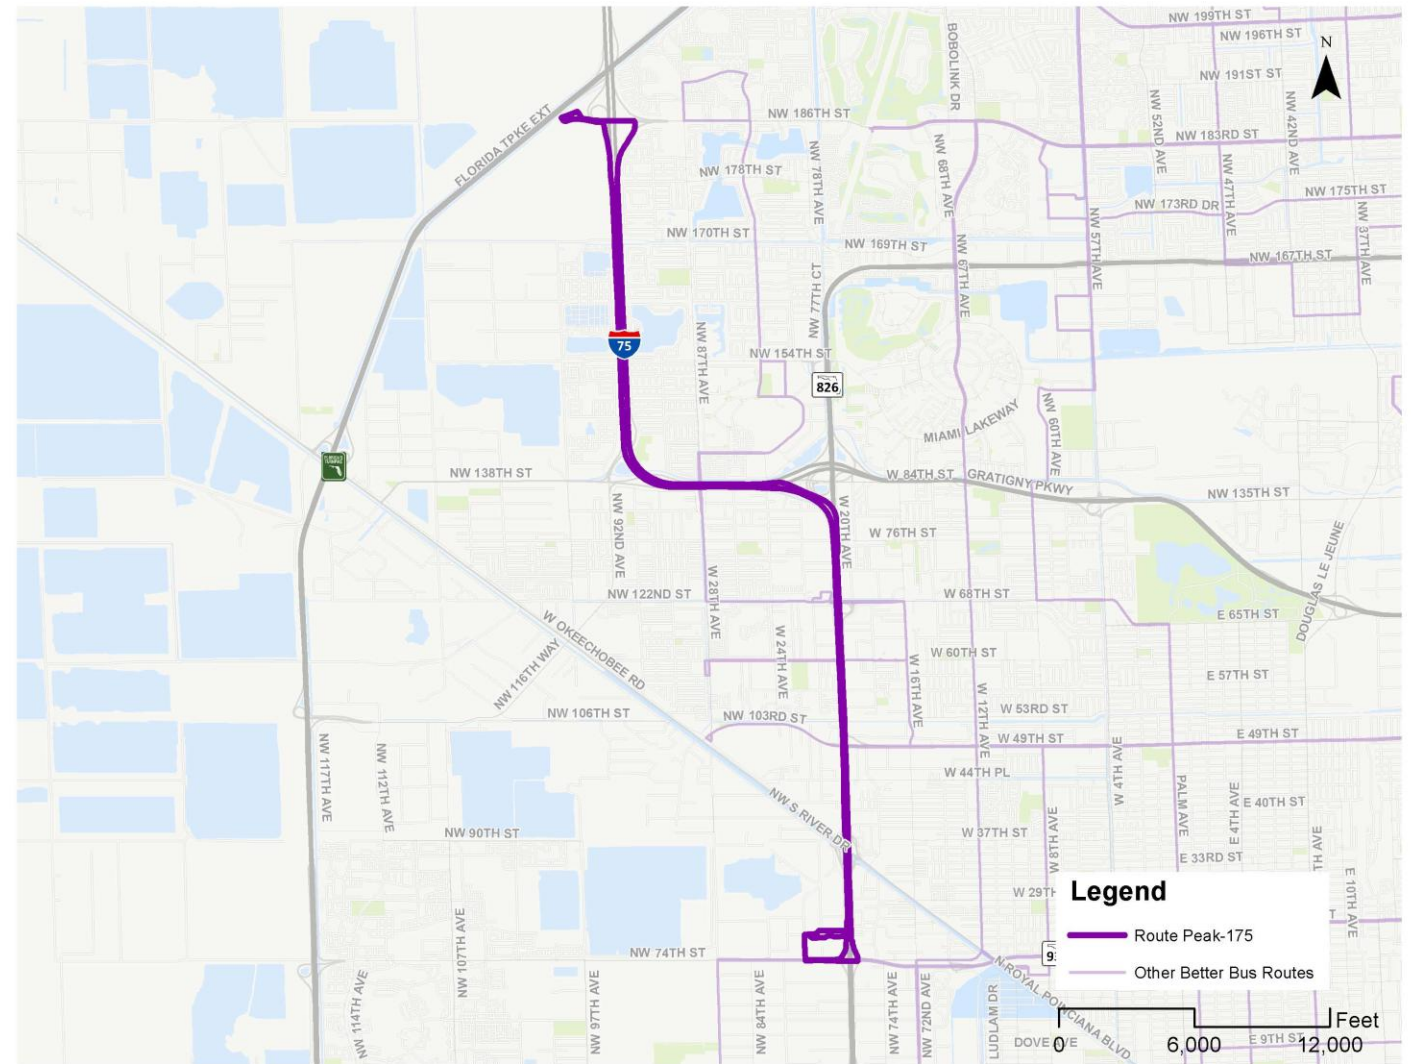 NW 199TH ST
NW 196TH ST
N
BOBOLINK DR
NW 191ST ST
NW 52ND AVE
NW 42ND AVE
FLORIDA TPKE EXT
NW 186TH ST
NW 183RD ST
NW 78TH AVE
NW 68TH AVE
NW 47TH AVE
NW 178TH ST
NW 175TH ST
NW 173RD DR
NW 57TH AVE
NW 37TH AVE
NW 170TH ST
NW 169TH ST
NW 167TH ST
NW 67TH AVE
NW 77TH CT
75
NW 87TH AVE
NW 154TH ST
826
MIAMI LAKEWAY
NW 60TH AVE
NW 138TH ST
W 84TH ST
GRATIGNY PKWY
NW 135TH ST
NW 92ND AVE
W 20TH AVE
W 76TH ST
DOUGLAS LE JEUNE
W 28TH AVE
NW 122ND ST
W 68TH ST
E 65TH ST
W OKEECHOBEE RD
NW 116TH WAY
W 24TH AVE
W 60TH ST
W 16TH AVE
E 57TH ST
NW 106TH ST
NW 103RD ST
W 12TH AVE
W 53RD ST
W 49TH ST
E 49TH ST
NW 117TH AVE
NW 112TH AVE
W 4TH AVE
W 44TH PL
PALM AVE
E 4TH AVE
E 40TH ST
NW S RIVER DR
NW 90TH ST
W 37TH ST
W 8TH AVE
E 33RD ST
TH AVE
E 10TH AVE
W 29TH
Legend
Route Peak-175
Other Better Bus Routes
NW 107TH AVE
NW 74TH ST
NW 114TH AVE
NW 97TH AVE
NW 84TH AVE
NW 74TH AVE
NW 72ND AVE
LUDLAM DR
N ROYAL POINCIANA BLVD
DOVE AVE
E 9TH ST
Feet
0 6,000 12,000